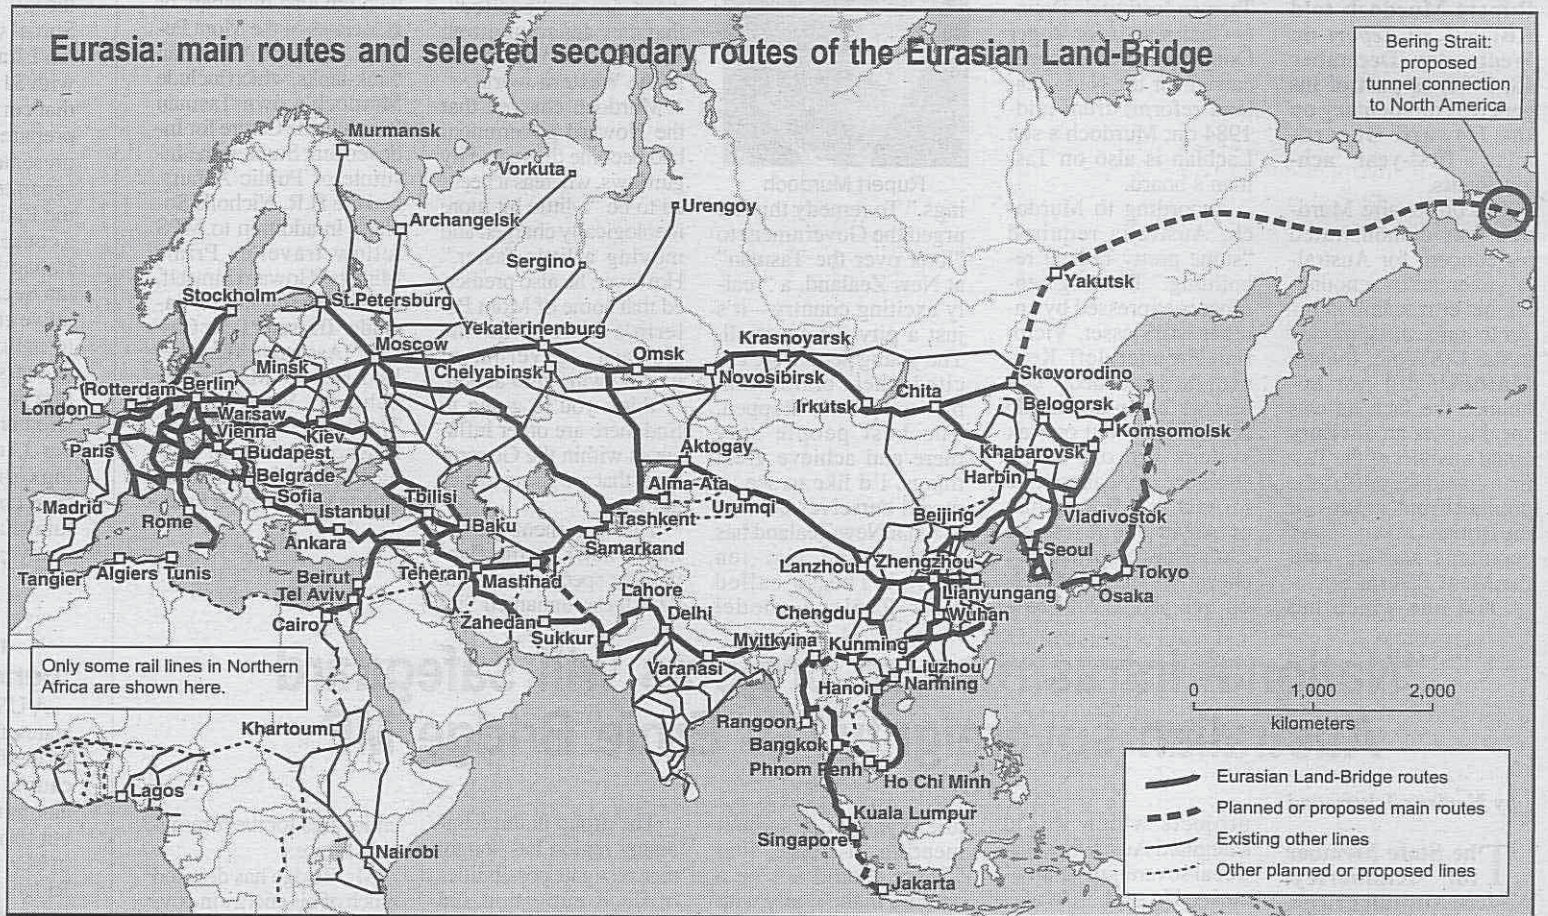 Eurasia: main routes and selected secondary routes of the Eurasian Land-Bridge
Bering Strait:
proposed
tunnel connection
to North America
Murmansk
Vorkuta
Urengoy
Archangelsk
Sergino
Yakutsk
Stockholm
St.Petersburg
Yekaterinenburg
Moscow
Krasnoyarsk
Omsk
Minsk
Chelyabinsk
Novosibirsk
Skovorodino
Rotterdam
Berlin
Chita
London
Irkutsk
Belogorsk
Warsaw
Komsomolsk
Vienna
Kiev
Paris
Budapest
Aktogay
Khabarovsk
Belgrade
Harbin
Alma-Ata
Sofia
Tbilisi
Madrid
Istanbul
Urumqi
Beijing
Rome
Baku
Tashkent
Vladivostok
Ankara
Samarkand
Seoul
Tangier
Algiers
Tunis
Beirut
Teheran
Mashhad
Lanzhou
Zhengzhou
Tokyo
Tel Aviv
Lahore
Lianyungang
Osaka
Cairo
Zahedan
Delhi
Chengdu
Wuhan
Sukkur
Myitkyina
Kunming
Only some rail lines in Northern
Africa are shown here.
Varanasi
Liuzhou
Hanoi
Nanning
0 1,000 2,000
kilometers
Khartoum
Rangoon
Bangkok
Phnom Penh
Ho Chi Minh
Lagos
Kuala Lumpur
Singapore
Nairobi
Jakarta
Eurasian Land-Bridge routes
Planned or proposed main routes
Existing other lines
Other planned or proposed lines